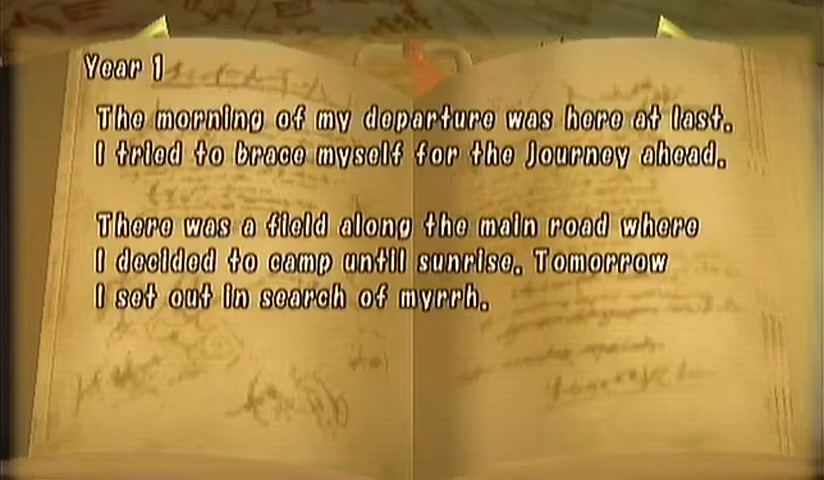 Year 1
The morning of my departure was here at last.
I tried to brace myself for the journey ahead.
There was a field along the main road where
I decided to camp until sunrise. Tomorrow
I set out in search of myrrh.